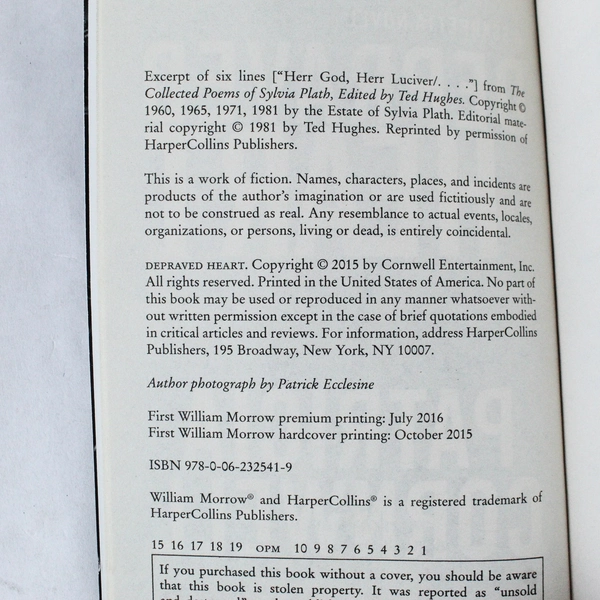 Excerpt of six lines [“Herr God, Herr Luciver/. . . .”] from The
Collected Poems of Sylvia Plath, Edited by Ted Hughes. Copyright ©
1960, 1965, 1971, 1981 by the Estate of Sylvia Plath. Editorial mate-
rial copyright © 1981 by Ted Hughes. Reprinted by permission of
HarperCollins Publishers.
This is a work of fiction. Names, characters, places, and incidents are
products of the author’s imagination or are used fictitiously and are
not to be construed as real. Any resemblance to actual events, locales,
organizations, or persons, living or dead, is entirely coincidental.
DEPRAVED HEART. Copyright © 2015 by Cornwell Entertainment, Inc.
All rights reserved. Printed in the United States of America. No part of
this book may be used or reproduced in any manner whatsoever with-
out written permission except in the case of brief quotations embodied
in critical articles and reviews. For information, address HarperCollins
Publishers, 195 Broadway, New York, NY 10007.
Author photograph by Patrick Ecclesine
First William Morrow premium printing: July 2016
First William Morrow hardcover printing: October 2015
ISBN 978-0-06-232541-9
William Morrow® and HarperCollins® is a registered trademark of
HarperCollins Publishers.
15 16 17 18 19 OPM 10 9 8 7 6 5 4 3 2 1
If you purchased this book without a cover, you should be aware
that this book is stolen property. It was reported as “unsold